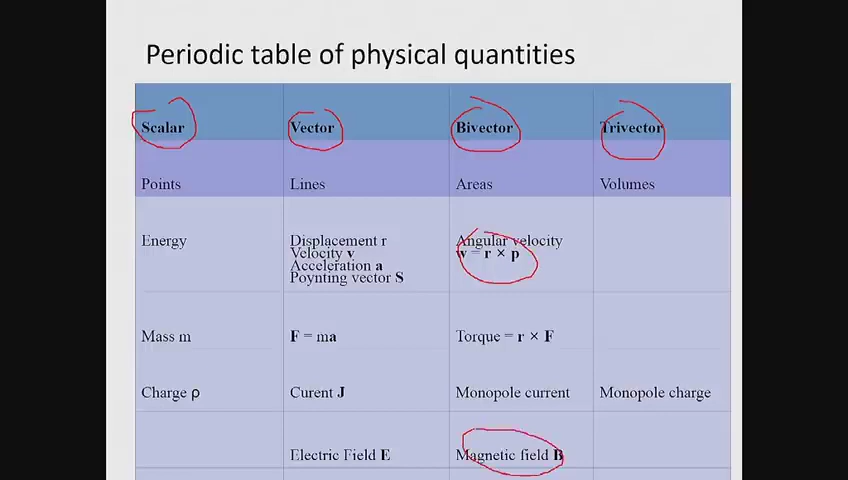 Periodic table of physical quantities
Scalar Vector Bivector Trivector
Points Lines Areas Volumes
Energy Displacement r Angular velocity
Velocity v w = r × p
Acceleration a
Poynting vector S
Mass m F = ma Torque = r × F
Charge ρ Curent J Monopole current Monopole charge
Electric Field E Magnetic field B